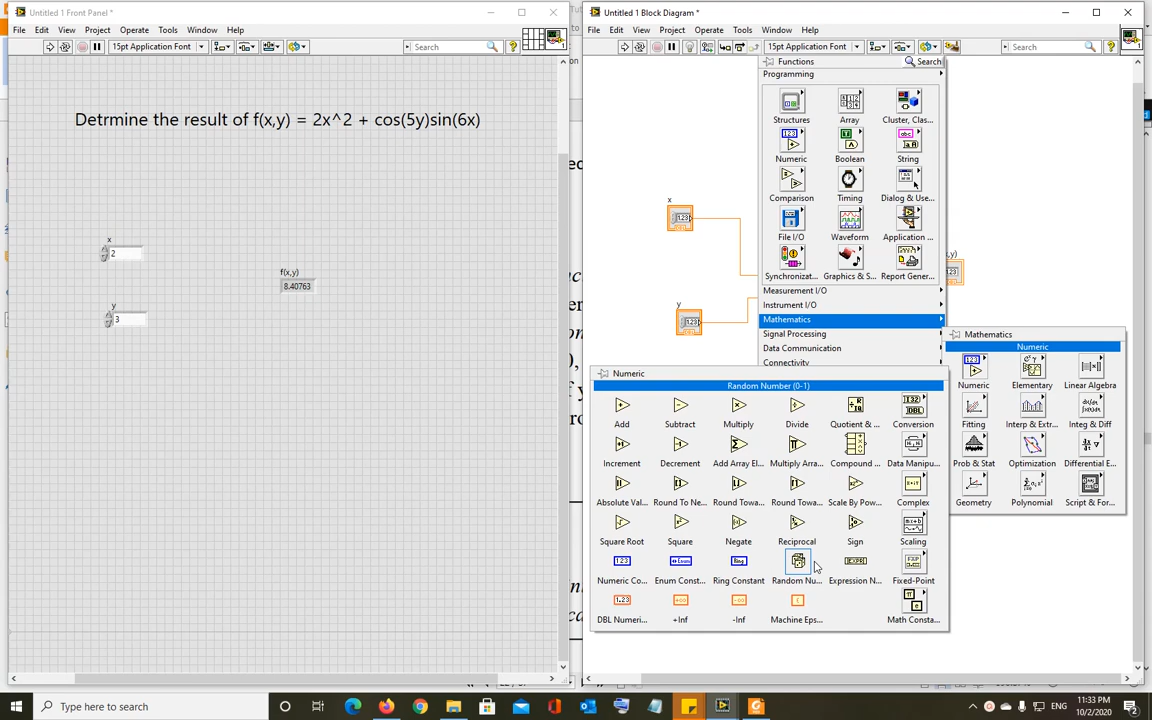 Untitled 1 Front Panel *
File Edit View Project Operate Tools Window Help
15pt Application Font
Search
Detrmine the result of f(x,y) = 2x^2 + cos(5y)sin(6x)
x
2
f(x,y)
8.40763
y
3
Untitled 1 Block Diagram *
File Edit View Project Operate Tools Window Help
15pt Application Font
Search
x
y
,y)
Functions Search
Programming
Structures Array Cluster, Clas...
Numeric Boolean String
Comparison Timing Dialog & Use...
File I/O Waveform Application ...
Synchronizat... Graphics & S... Report Gener...
Measurement I/O
Instrument I/O
Mathematics
Signal Processing
Data Communication
Connectivity
Mathematics
Numeric
Numeric Elementary Linear Algebra
Fitting Interp & Extr... Integ & Diff
Prob & Stat Optimization Differential E...
Geometry Polynomial Script & For...
Numeric
Random Number (0-1)
Add Subtract Multiply Divide Quotient & ... Conversion
Increment Decrement Add Array El... Multiply Arra... Compound ... Data Manipu...
Absolute Val... Round To Ne... Round Towa... Round Towa... Scale By Pow... Complex
Square Root Square Negate Reciprocal Sign Scaling
Numeric Co... Enum Const... Ring Constant Random Nu... Expression N... Fixed-Point
DBL Numeri... +Inf -Inf Machine Eps... Math Consta...
Type here to search
ENG
11:33 PM
10/2/2020